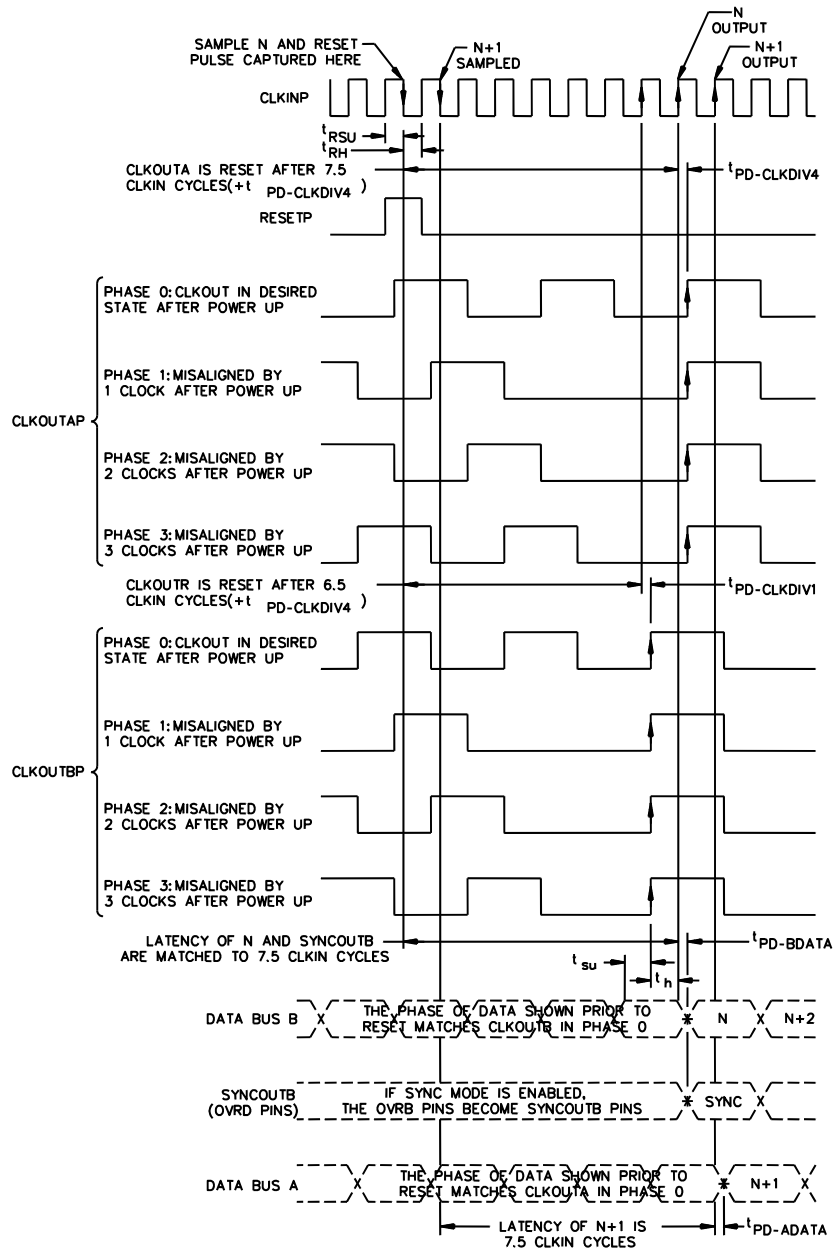 N
OUTPUT
SAMPLE N AND RESET
PULSE CAPTURED HERE
N+1
SAMPLED
N+1
OUTPUT
CLKINP
tRSU
tRH
CLKOUTA IS RESET AFTER 7.5
CLKIN CYCLES(+t PD-CLKDIV4 )
tPD-CLKDIV4
RESETP
PHASE 0:CLKOUT IN DESIRED
STATE AFTER POWER UP
PHASE 1:MISALIGNED BY
1 CLOCK AFTER POWER UP
CLKOUTAP
PHASE 2:MISALIGNED BY
2 CLOCKS AFTER POWER UP
PHASE 3:MISALIGNED BY
3 CLOCKS AFTER POWER UP
CLKOUTR IS RESET AFTER 6.5
CLKIN CYCLES(+t PD-CLKDIV4 )
tPD-CLKDIV1
PHASE 0:CLKOUT IN DESIRED
STATE AFTER POWER UP
PHASE 1:MISALIGNED BY
1 CLOCK AFTER POWER UP
CLKOUTBP
PHASE 2:MISALIGNED BY
2 CLOCKS AFTER POWER UP
PHASE 3:MISALIGNED BY
3 CLOCKS AFTER POWER UP
LATENCY OF N AND SYNCOUTB
ARE MATCHED TO 7.5 CLKIN CYCLES
tPD-BDATA
tsu
th
DATA BUS B
THE PHASE OF DATA SHOWN PRIOR TO
RESET MATCHES CLKOUTB IN PHASE 0
N
N+2
SYNCOUTB
(OVRD PINS)
IF SYNC MODE IS ENABLED,
THE OVRB PINS BECOME SYNCOUTB PINS
SYNC
DATA BUS A
THE PHASE OF DATA SHOWN PRIOR TO
RESET MATCHES CLKOUTA IN PHASE 0
N+1
LATENCY OF N+1 IS
7.5 CLKIN CYCLES
tPD-ADATA